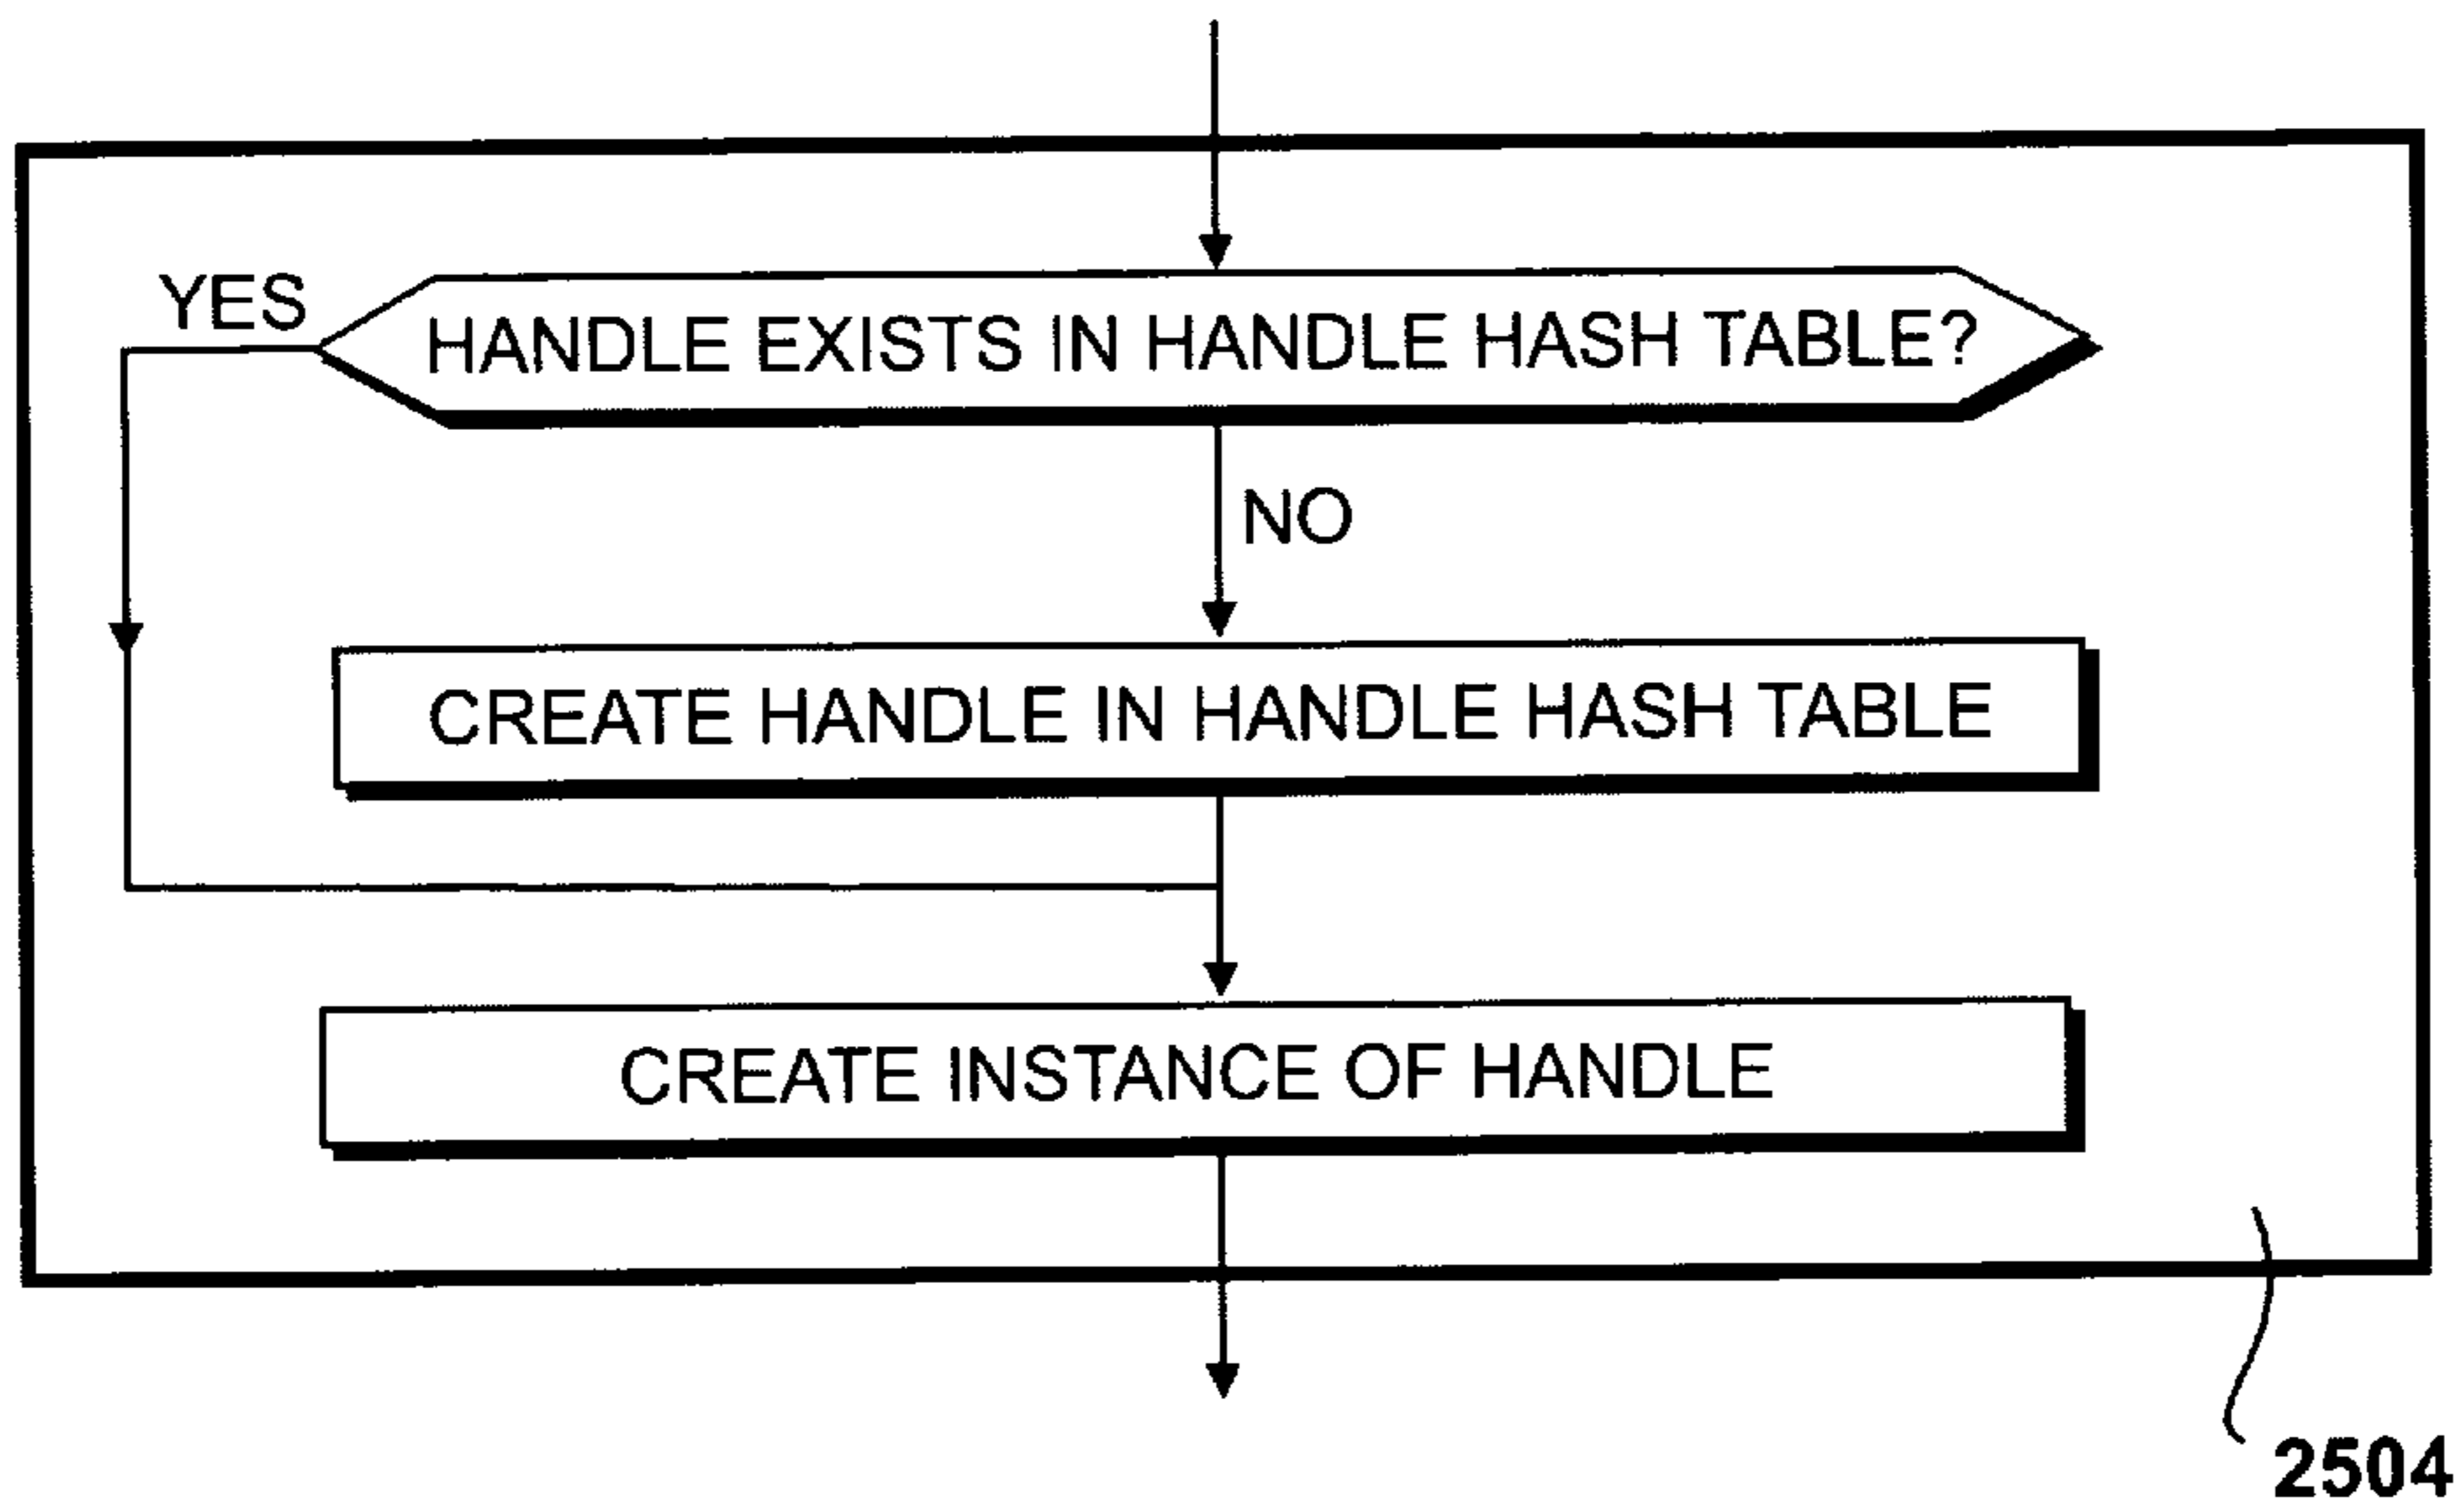 YES
HANDLE EXISTS IN HANDLE HASH TABLE?
NO
CREATE HANDLE IN HANDLE HASH TABLE
CREATE INSTANCE OF HANDLE
2504